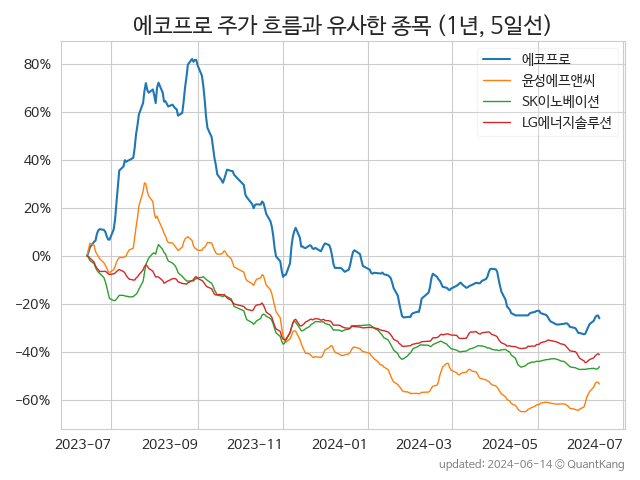 에코프로 주가 흐름과 유사한 종목 (1년, 5일선)
에코프로
윤성에프앤씨
SK이노베이션
LG에너지솔루션
80%
60%
40%
20%
0%
−20%
−40%
−60%
2023-07 2023-09 2023-11 2024-01 2024-03 2024-05 2024-07
updated: 2024-06-14 © QuantKang